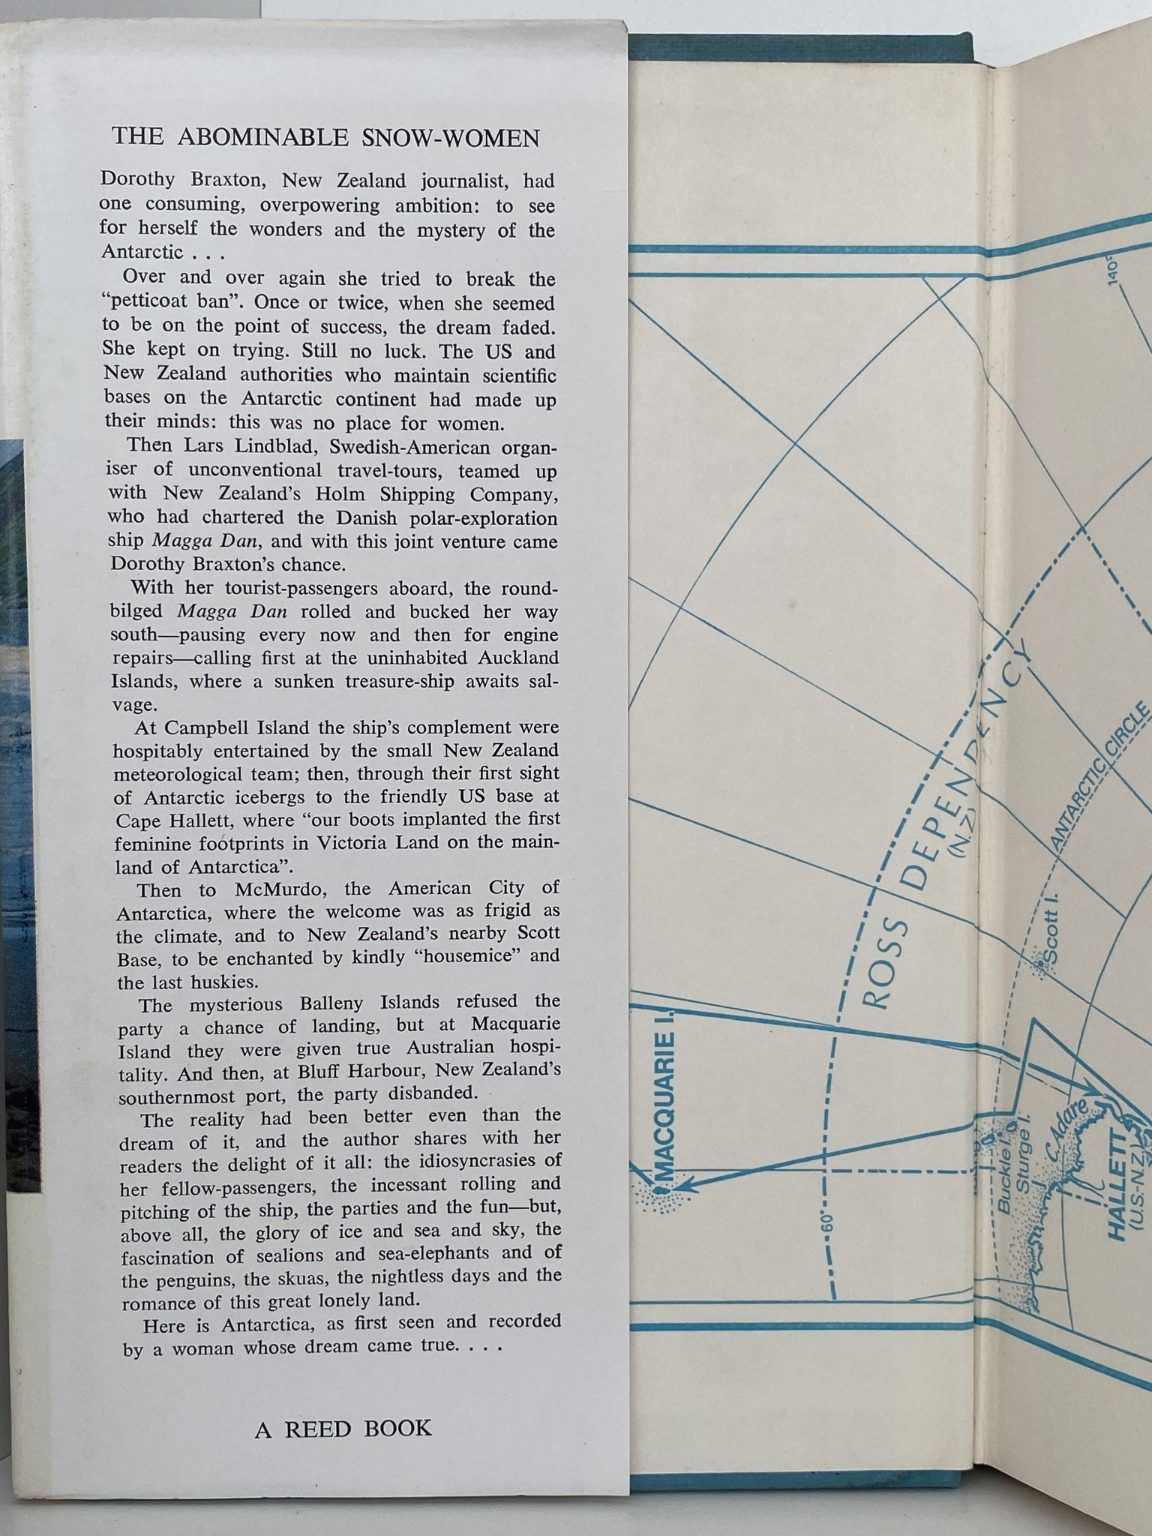 THE ABOMINABLE SNOW-WOMEN
Dorothy Braxton, New Zealand journalist, had
one consuming, overpowering ambition: to see
for herself the wonders and the mystery of the
Antarctic . . .
Over and over again she tried to break the
“petticoat ban”. Once or twice, when she seemed
to be on the point of success, the dream faded.
She kept on trying. Still no luck. The US and
New Zealand authorities who maintain scientific
bases on the Antarctic continent had made up
their minds: this was no place for women.
Then Lars Lindblad, Swedish-American organ-
iser of unconventional travel-tours, teamed up
with New Zealand’s Holm Shipping Company,
who had chartered the Danish polar-exploration
ship Magga Dan, and with this joint venture came
Dorothy Braxton’s chance.
With her tourist-passengers aboard, the round-
bilged Magga Dan rolled and bucked her way
south—pausing every now and then for engine
repairs—calling first at the uninhabited Auckland
Islands, where a sunken treasure-ship awaits sal-
vage.
At Campbell Island the ship’s complement were
hospitably entertained by the small New Zealand
meteorological team; then, through their first sight
of Antarctic icebergs to the friendly US base at
Cape Hallett, where “our boots implanted the first
feminine footprints in Victoria Land on the main-
land of Antarctica”.
Then to McMurdo, the American City of
Antarctica, where the welcome was as frigid as
the climate, and to New Zealand’s nearby Scott
Base, to be enchanted by kindly “housemice” and
the last huskies.
The mysterious Balleny Islands refused the
party a chance of landing, but at Macquarie
Island they were given true Australian hospi-
tality. And then, at Bluff Harbour, New Zealand’s
southernmost port, the party disbanded.
The reality had been better even than the
dream of it, and the author shares with her
readers the delight of it all: the idiosyncrasies of
her fellow-passengers, the incessant rolling and
pitching of the ship, the parties and the fun—but,
above all, the glory of ice and sea and sky, the
fascination of sealions and sea-elephants and of
the penguins, the skuas, the nightless days and the
romance of this great lonely land.
Here is Antarctica, as first seen and recorded
by a woman whose dream came true. . . .
A REED BOOK
140°
ROSS DEPENDENCY
(N.Z.)
ANTARCTIC CIRCLE
Scott I.
MACQUARIE I.
60°
Buckle I.
Sturge I.
C. Adare
HALLETT
(U.S.-N.Z.)